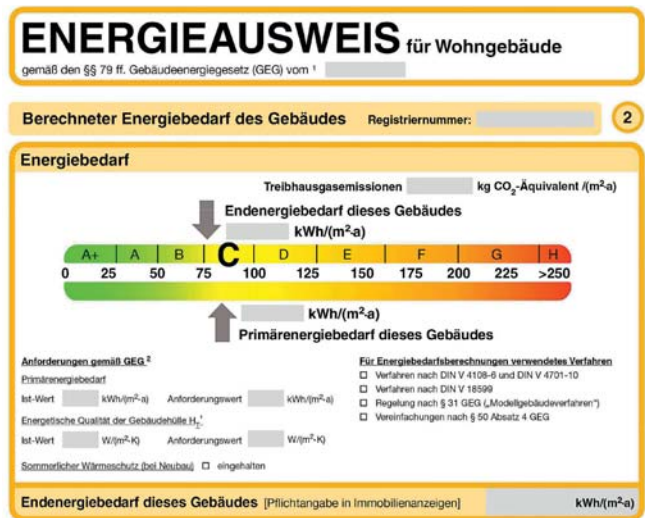 ENERGIEAUSWEIS für Wohngebäude
gemäß den §§ 79 ff. Gebäudeenergiegesetz (GEG) vom ¹
Berechneter Energiebedarf des Gebäudes Registriernummer: 2
Energiebedarf
Treibhausgasemissionen kg CO₂-Äquivalent /(m²·a)
Endenergiebedarf dieses Gebäudes
kWh/(m²·a)
A+ A B C D E F G H
0 25 50 75 100 125 150 175 200 225 >250
kWh/(m²·a)
Primärenergiebedarf dieses Gebäudes
Anforderungen gemäß GEG ²
Primärenergiebedarf
Ist-Wert kWh/(m²·a) Anforderungswert kWh/(m²·a)
Energetische Qualität der Gebäudehülle H_T'
Ist-Wert W/(m²·K) Anforderungswert W/(m²·K)
Sommerlicher Wärmeschutz (bei Neubau) ☐ eingehalten
Für Energiebedarfsberechnungen verwendetes Verfahren
☐ Verfahren nach DIN V 4108-6 und DIN V 4701-10
☐ Verfahren nach DIN V 18599
☐ Regelung nach § 31 GEG („Modellgebäudeverfahren")
☐ Vereinfachungen nach § 50 Absatz 4 GEG
Endenergiebedarf dieses Gebäudes [Pflichtangabe in Immobilienanzeigen] kWh/(m²·a)